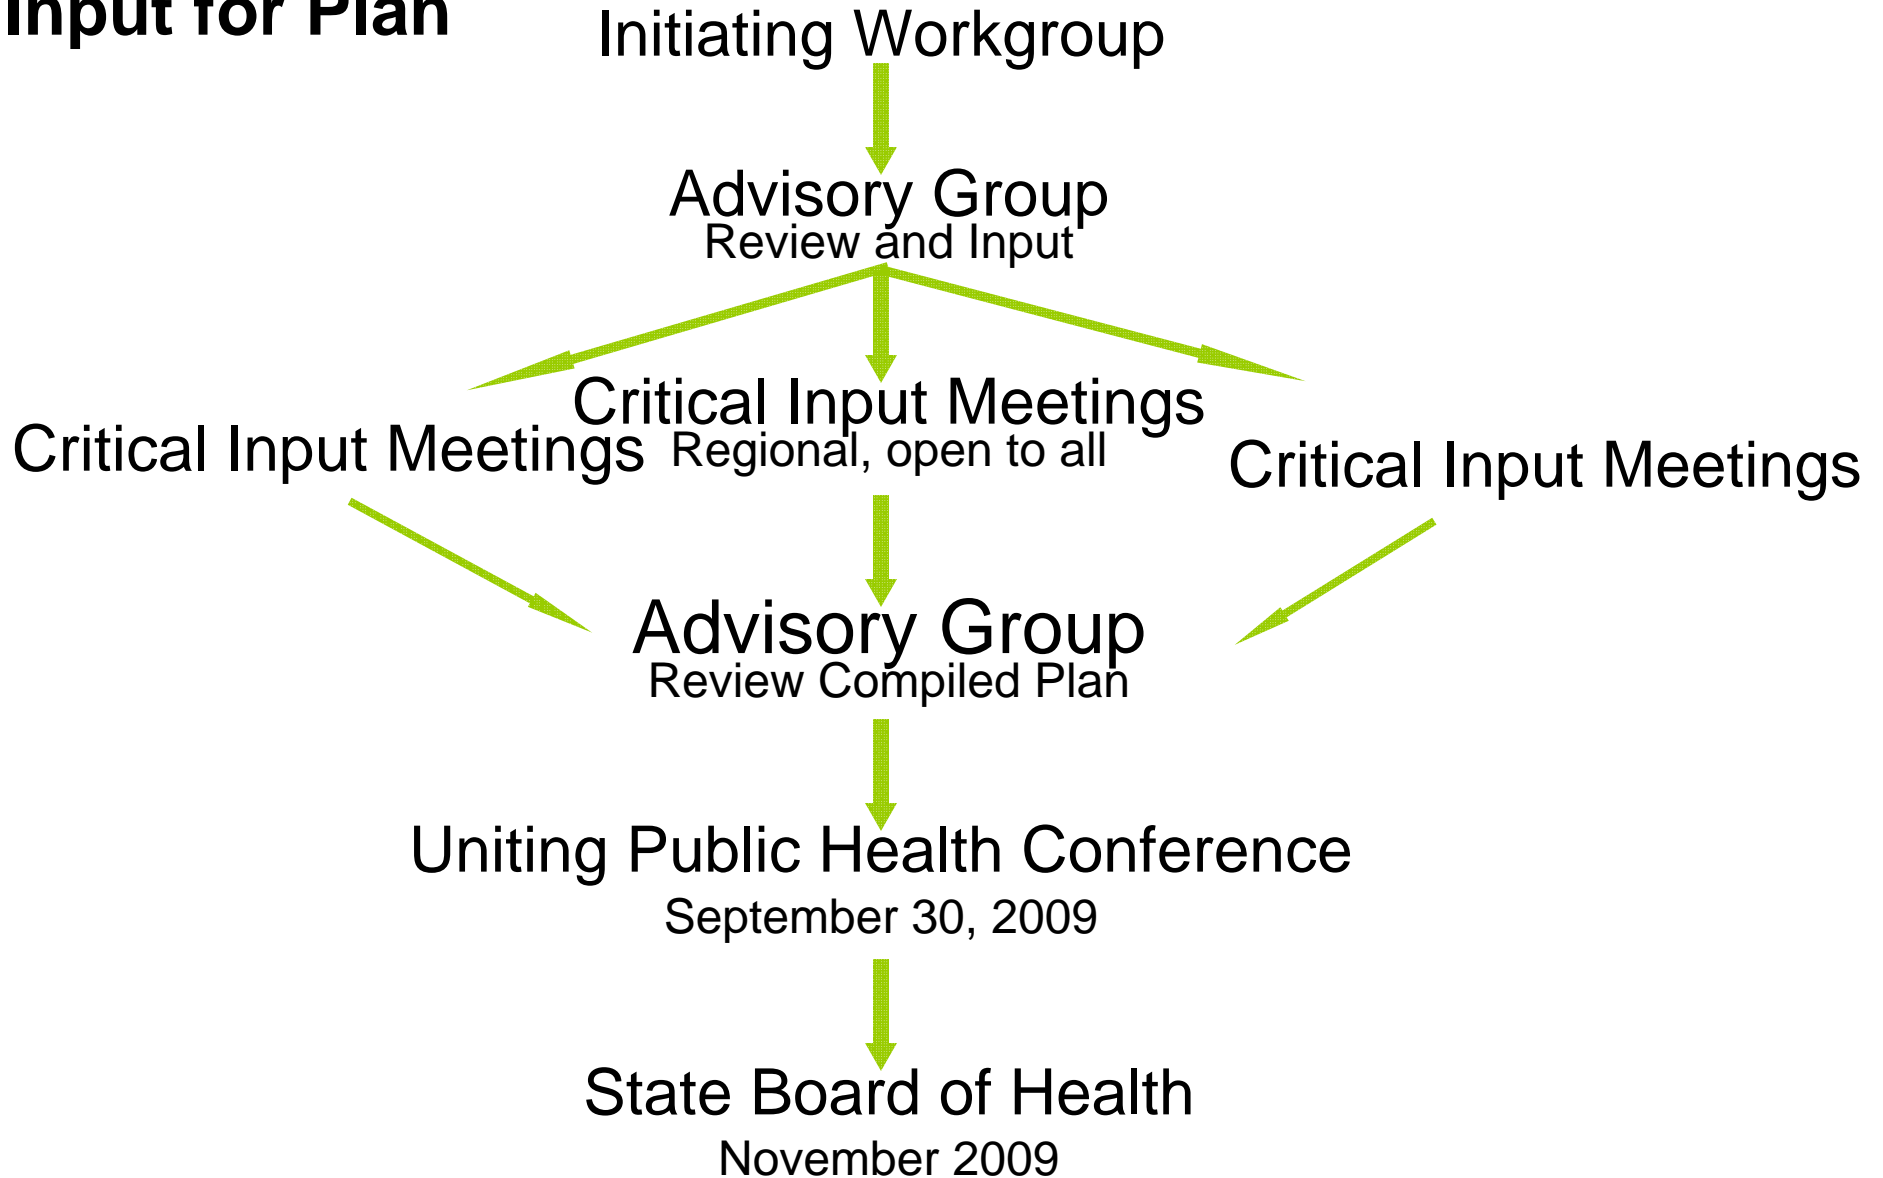 Input for Plan
Initiating Workgroup
Advisory Group
Review and Input
Critical Input Meetings
Critical Input Meetings
Regional, open to all
Critical Input Meetings
Advisory Group
Review Compiled Plan
Uniting Public Health Conference
September 30, 2009
State Board of Health
November 2009